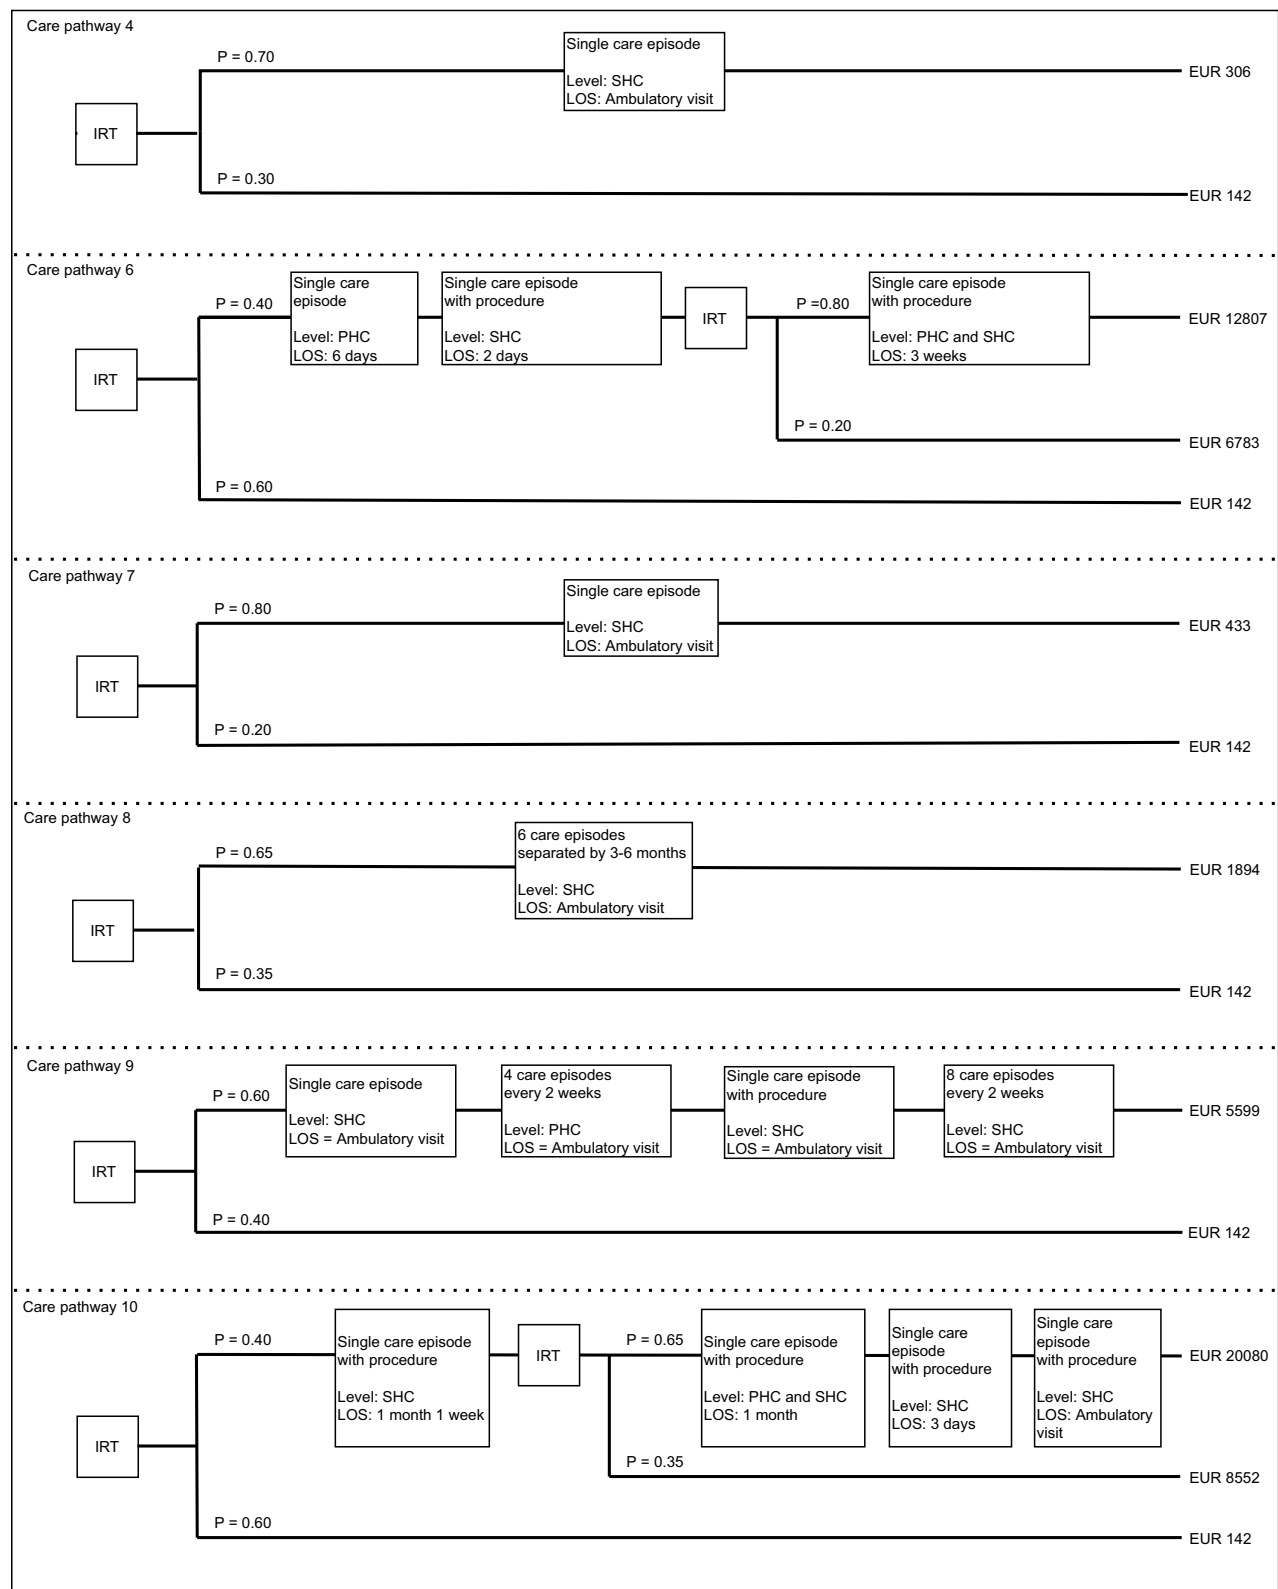 Care pathway 4
P = 0.70
Single care episode
Level: SHC
LOS: Ambulatory visit
EUR 306
IRT
P = 0.30
EUR 142
Care pathway 6
P = 0.40
Single care
episode
Level: PHC
LOS: 6 days
Single care episode
with procedure
Level: SHC
LOS: 2 days
IRT
P =0.80
Single care episode
with procedure
Level: PHC and SHC
LOS: 3 weeks
EUR 12807
IRT
P = 0.20
EUR 6783
P = 0.60
EUR 142
Care pathway 7
P = 0.80
Single care episode
Level: SHC
LOS: Ambulatory visit
EUR 433
IRT
P = 0.20
EUR 142
Care pathway 8
P = 0.65
6 care episodes
separated by 3-6 months
Level: SHC
LOS: Ambulatory visit
EUR 1894
IRT
P = 0.35
EUR 142
Care pathway 9
P = 0.60
Single care episode
Level: SHC
LOS = Ambulatory visit
4 care episodes
every 2 weeks
Level: PHC
LOS = Ambulatory visit
Single care episode
with procedure
Level: SHC
LOS = Ambulatory visit
8 care episodes
every 2 weeks
Level: SHC
LOS = Ambulatory visit
EUR 5599
IRT
P = 0.40
EUR 142
Care pathway 10
P = 0.40
Single care episode
with procedure
Level: SHC
LOS: 1 month 1 week
IRT
P = 0.65
Single care episode
with procedure
Level: PHC and SHC
LOS: 1 month
Single care
episode
with procedure
Level: SHC
LOS: 3 days
Single care
episode
with procedure
Level: SHC
LOS: Ambulatory
visit
EUR 20080
IRT
P = 0.35
EUR 8552
P = 0.60
EUR 142